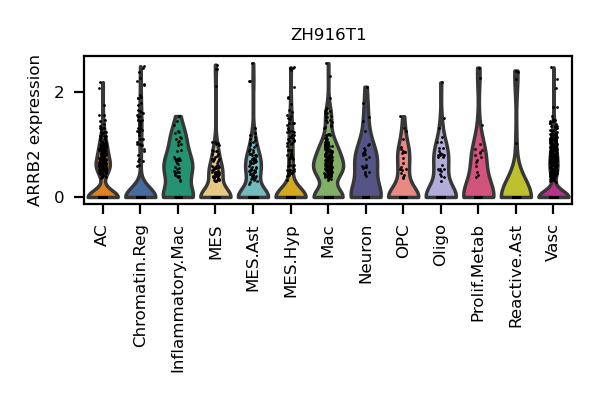 ZH916T1
ARRB2 expression
2
0
AC
Chromatin.Reg
Inflammatory.Mac
MES
MES.Ast
MES.Hyp
Mac
Neuron
OPC
Oligo
Prolif.Metab
Reactive.Ast
Vasc